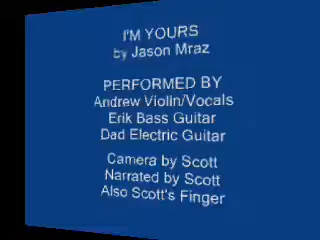 I'M YOURS
by Jason Mraz
PERFORMED BY
Andrew Violin/Vocals
Erik Bass Guitar
Dad Electric Guitar
Camera by Scott
Narrated by Scott
Also Scott's Finger